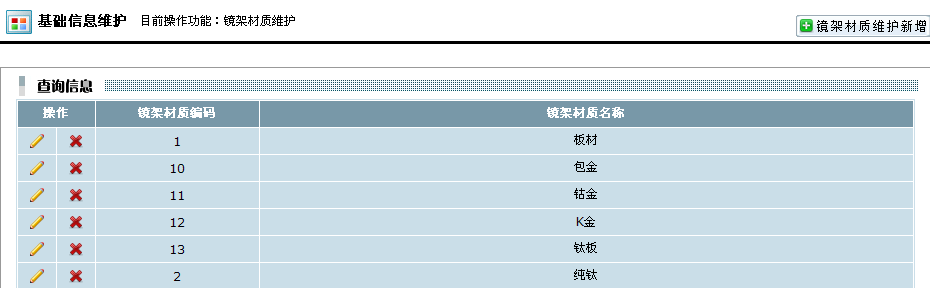 基础信息维护 目前操作功能：镜架材质维护
镜架材质维护新增
查询信息
操作 镜架材质编码 镜架材质名称
1 板材
10 包金
11 钴金
12 K金
13 钛板
2 纯钛